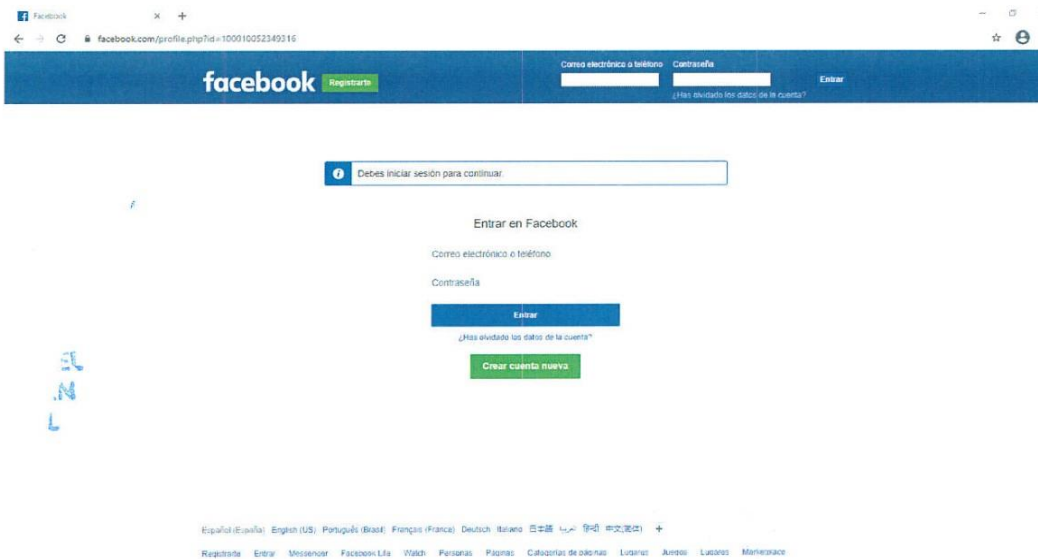 Facebook
facebook.com/profile.php?id=100010052349316
facebook Registrarte
Correo electrónico o teléfono Contraseña
Entrar
¿Has olvidado los datos de la cuenta?
Debes iniciar sesión para continuar.
Entrar en Facebook
Correo electrónico o teléfono
Contraseña
Entrar
¿Has olvidado los datos de la cuenta?
Crear cuenta nueva
EL
.N
L
Español (España) English (US) Português (Brasil) Français (France) Deutsch Italiano 日本語 العربية हिन्दी 中文(简体) +
Registrarte Entrar Messenger Facebook Lite Watch Personas Páginas Categorías de páginas Lugares Juegos Lugares Marketplace